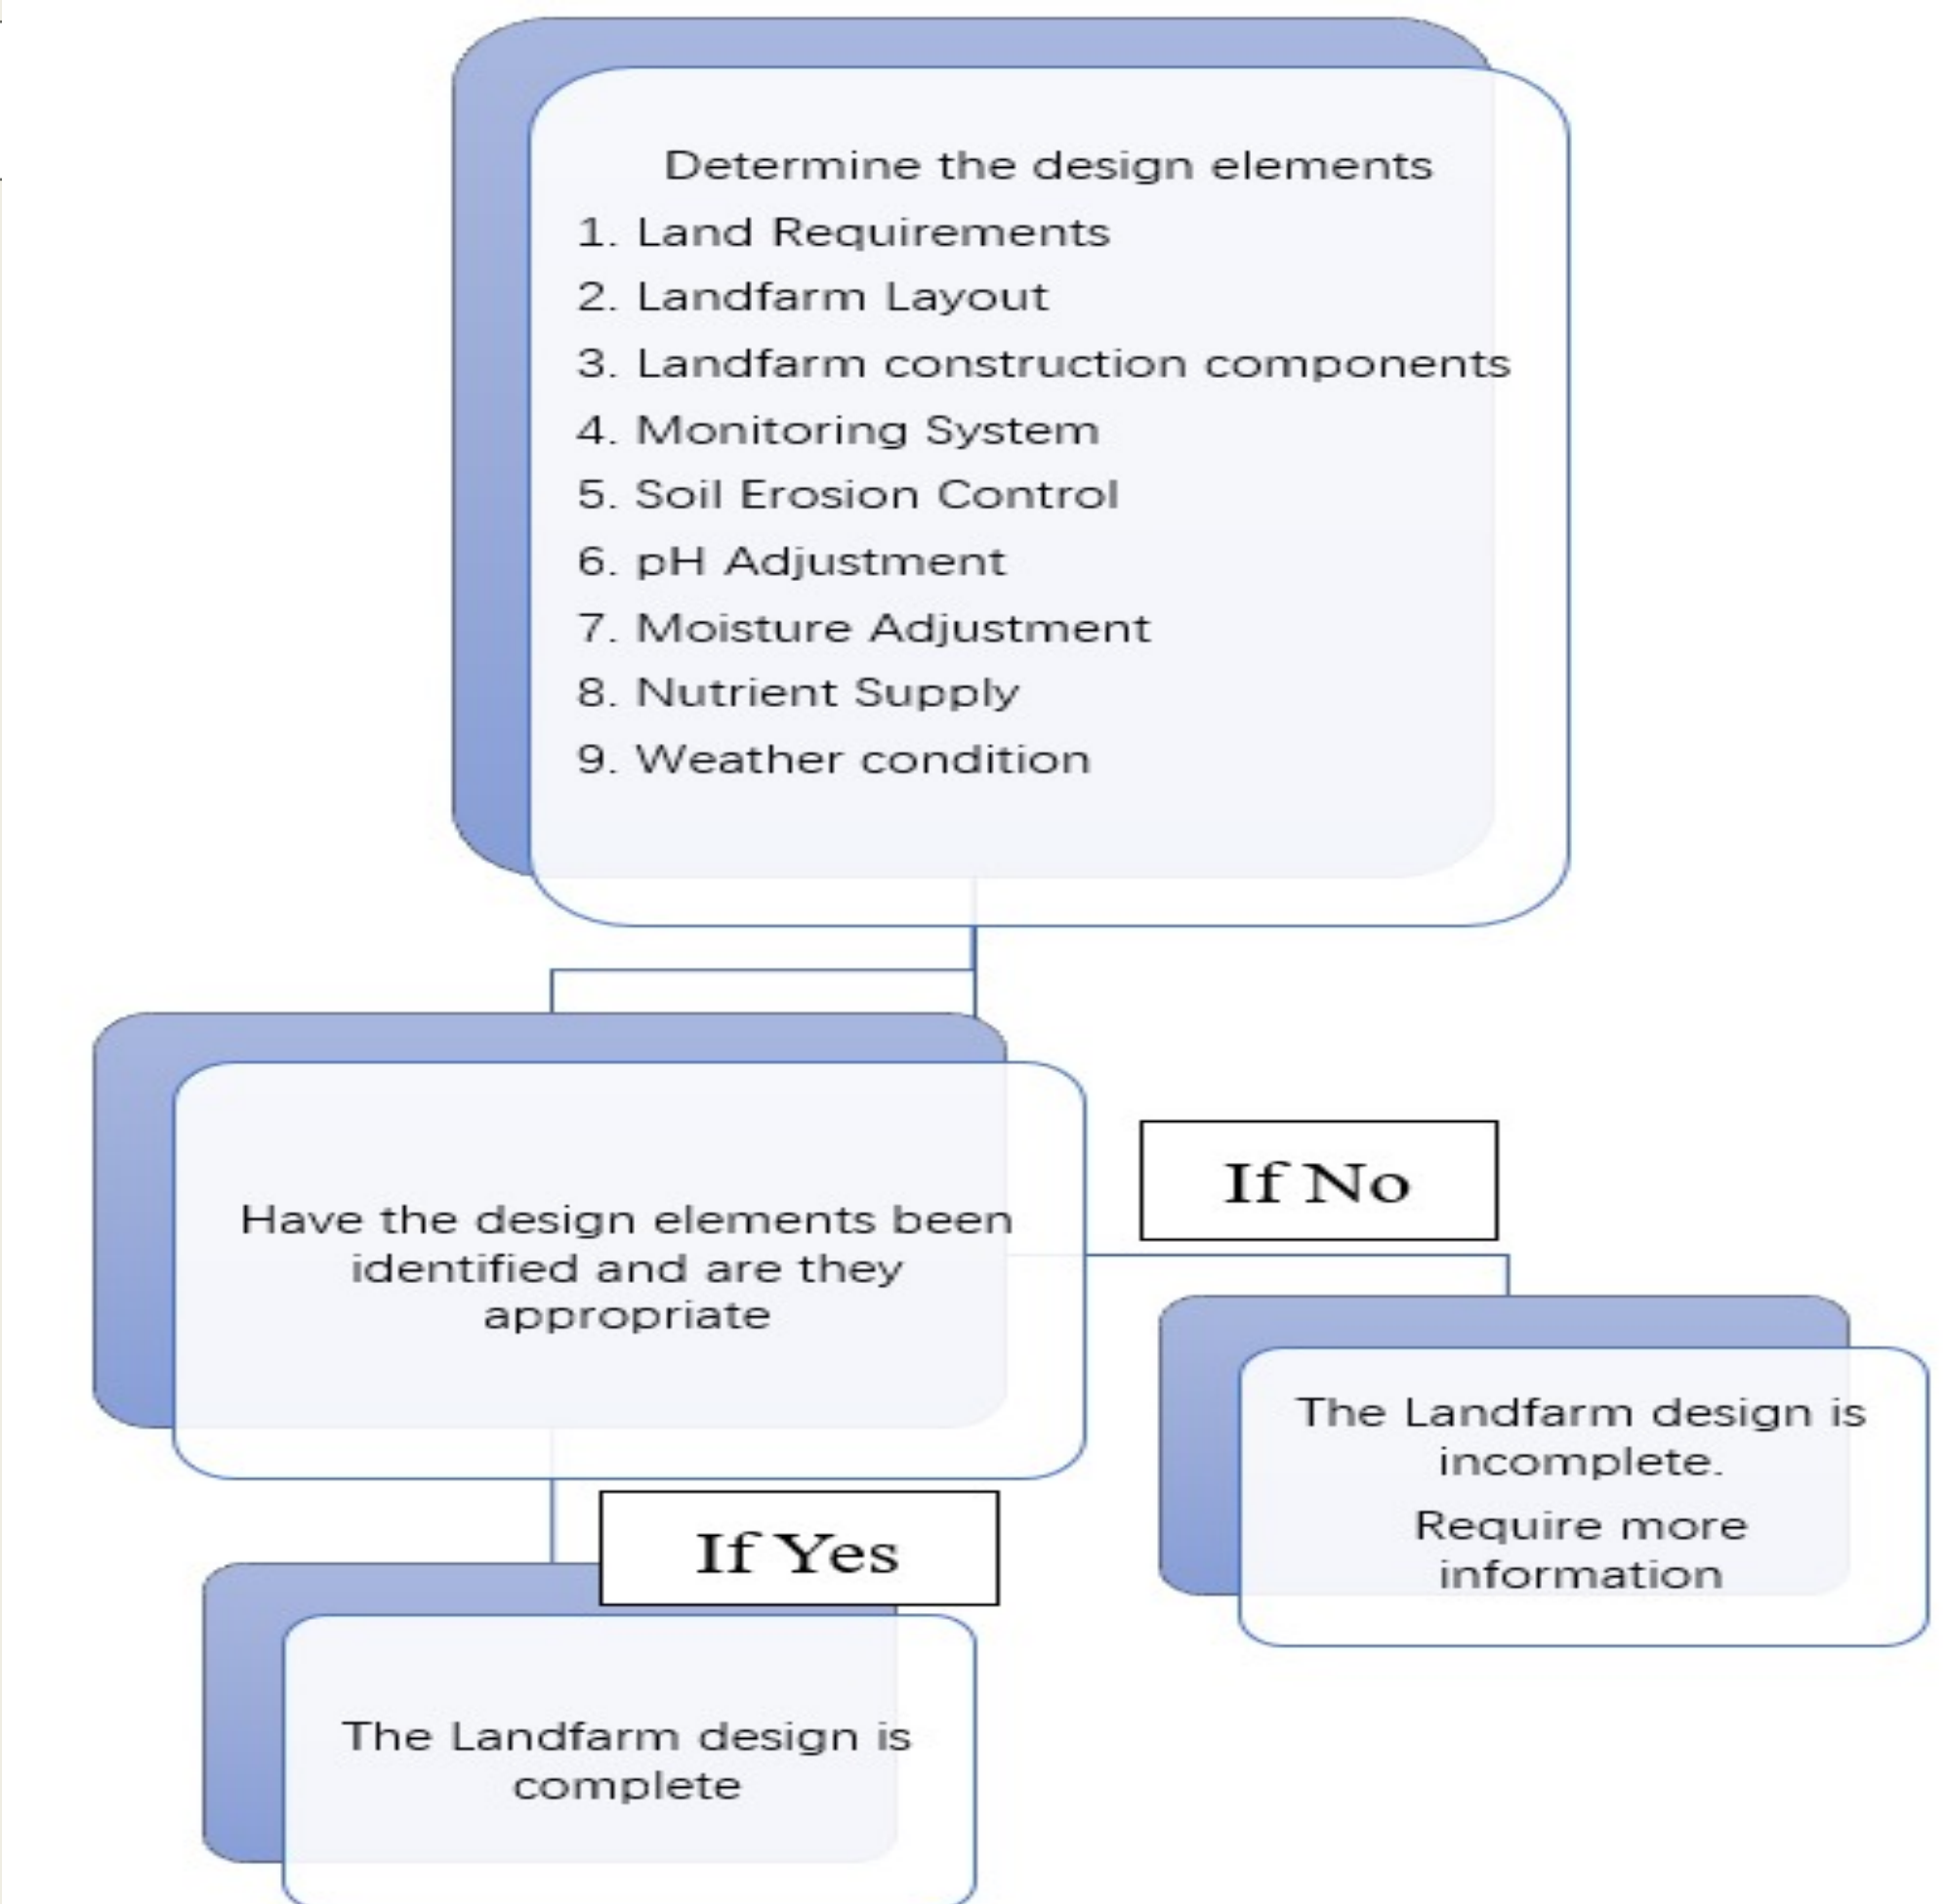 Determine the design elements
1. Land Requirements
2. Landfarm Layout
3. Landfarm construction components
4. Monitoring System
5. Soil Erosion Control
6. pH Adjustment
7. Moisture Adjustment
8. Nutrient Supply
9. Weather condition
Have the design elements been
identified and are they
appropriate
If No
The Landfarm design is
incomplete.
Require more
information
If Yes
The Landfarm design is
complete